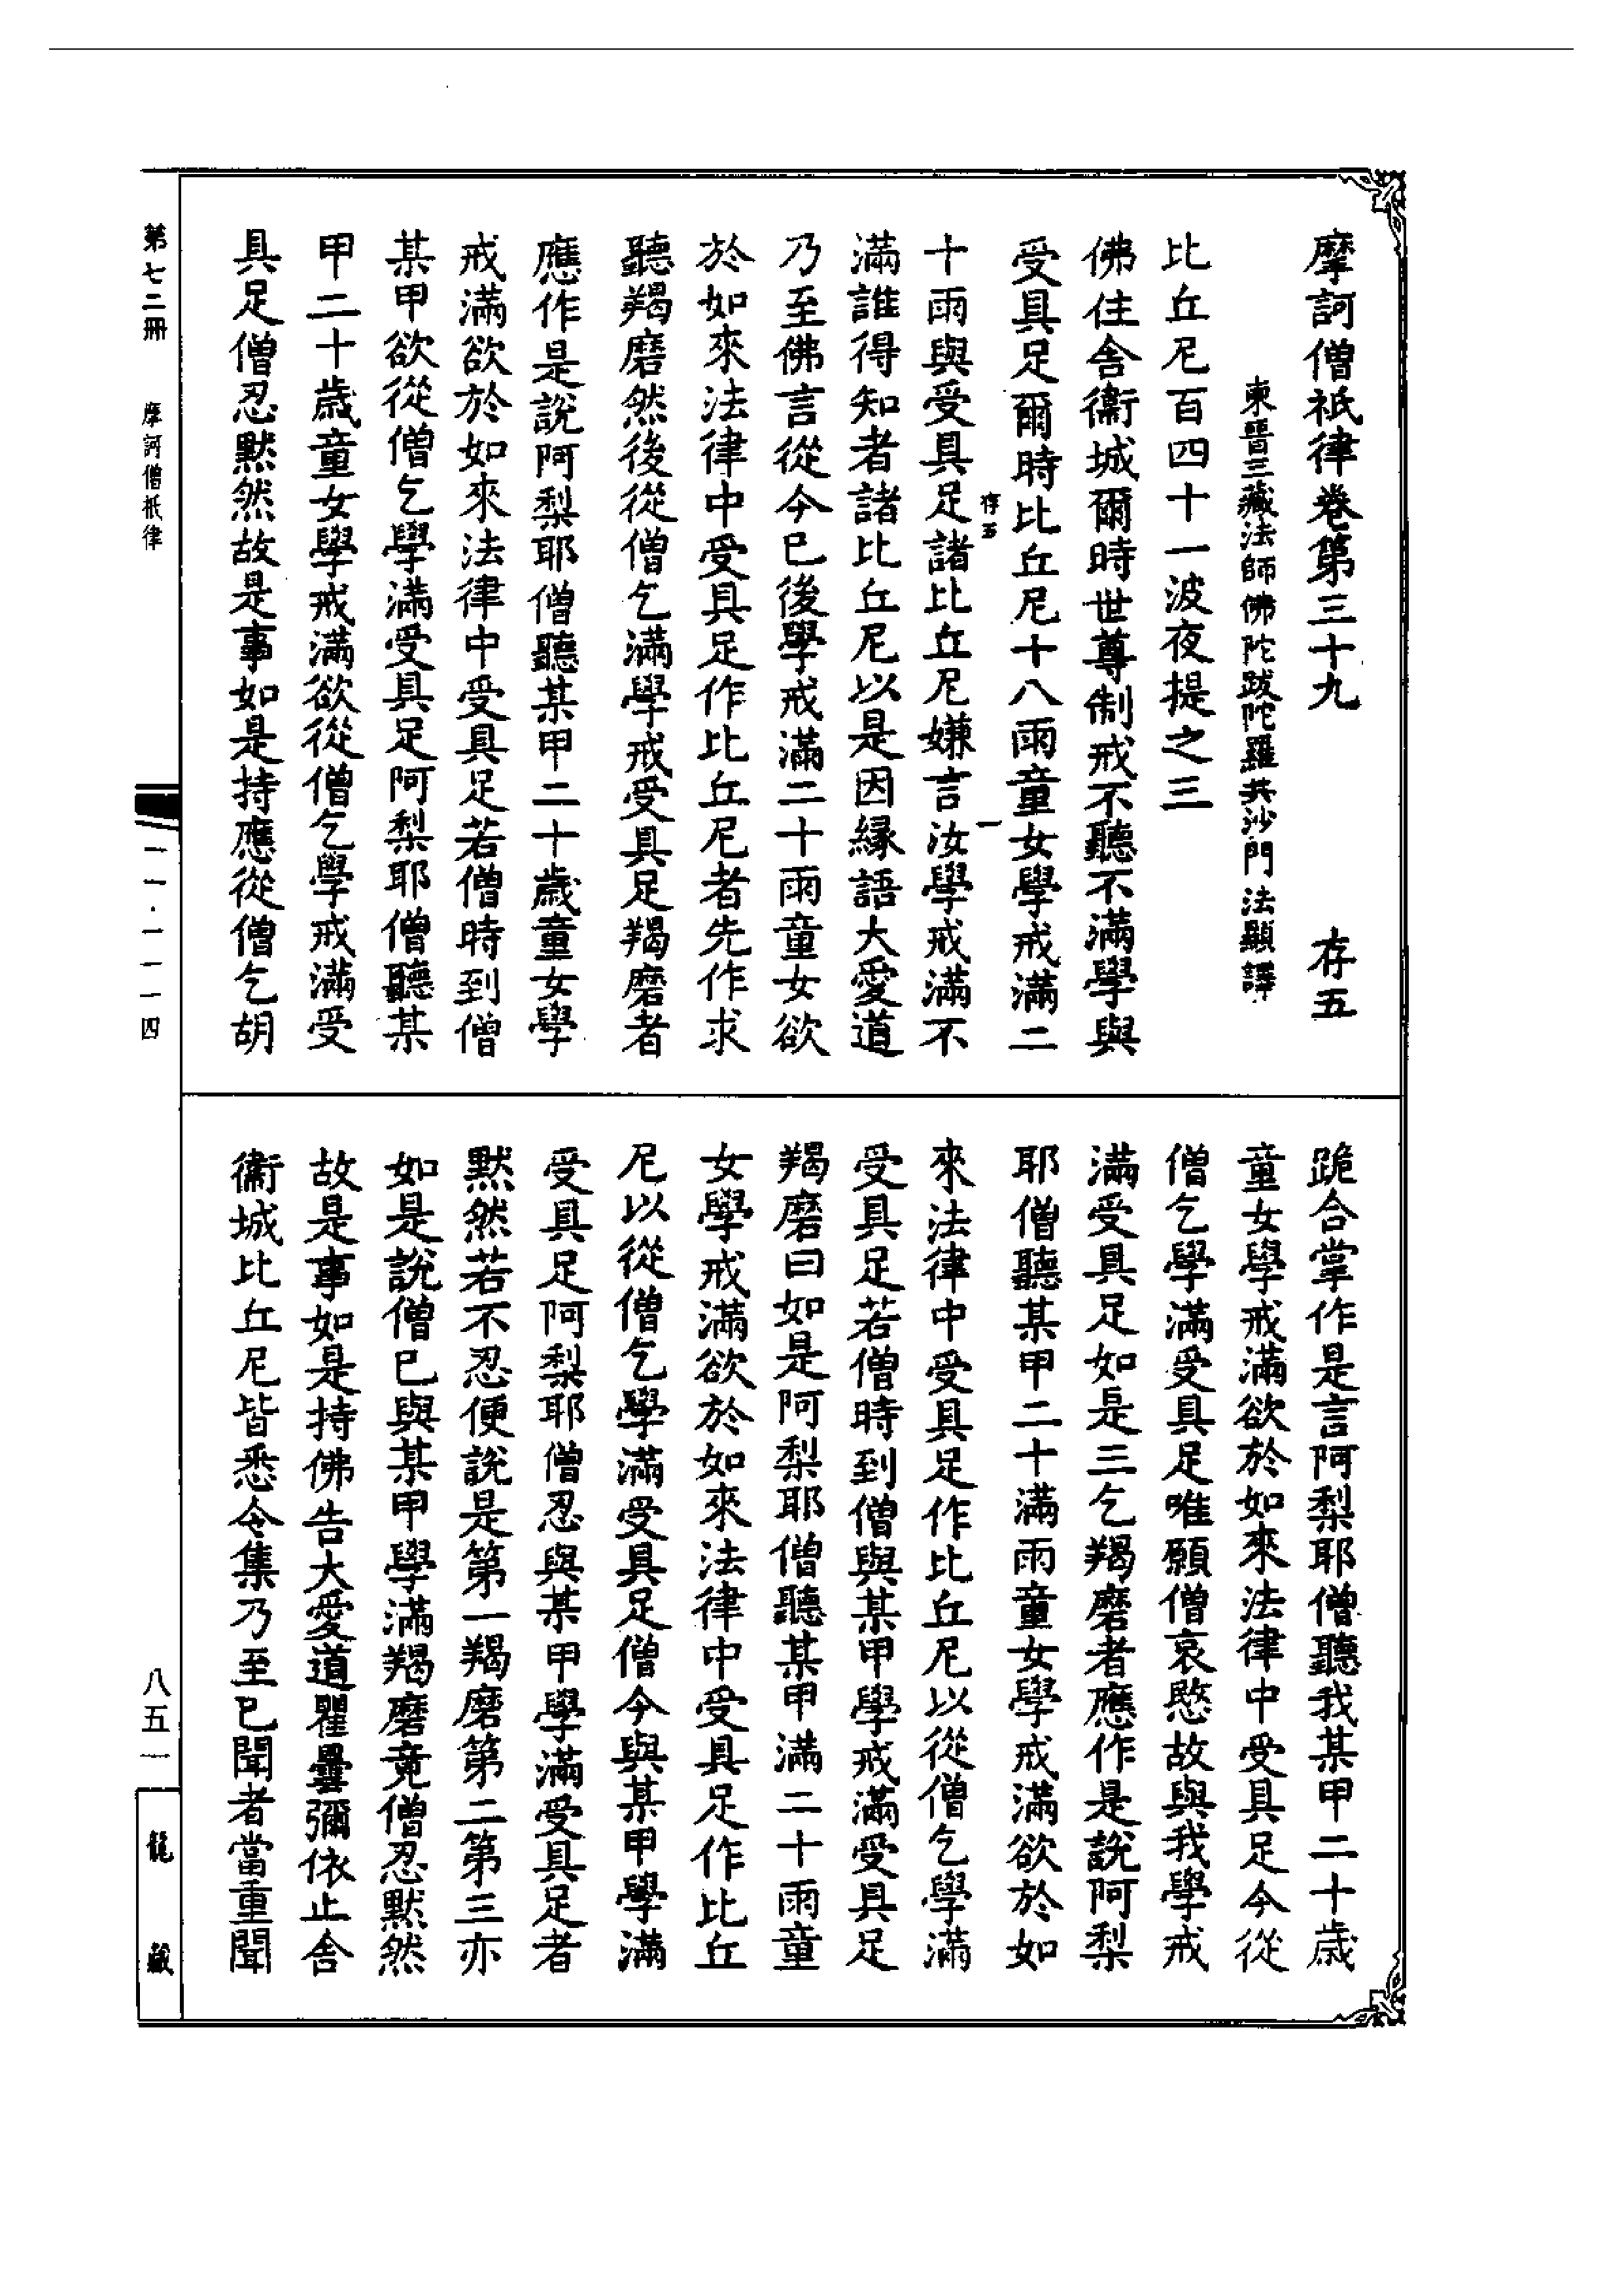 摩訶僧祇律卷第三十九　存五
東晉三藏法師佛陀跋陀羅共沙門法顯譯
比丘尼百四十一波夜提之三
佛住舍衞城爾時世尊制戒不聽不滿學與
受具足爾時比丘尼十八雨童女學戒滿二
存五　一
十雨與受具足諸比丘尼嫌言汝學戒滿不
滿誰得知者諸比丘尼以是因緣語大愛道
乃至佛言從今已後學戒滿二十雨童女欲
於如來法律中受具足作比丘尼者先作求
聽羯磨然後從僧乞滿學戒受具足羯磨者
應作是說阿梨耶僧聽某甲二十歲童女學
戒滿欲於如來法律中受具足若僧時到僧
某甲欲從僧乞學滿受具足阿梨耶僧聽某
甲二十歲童女學戒滿欲從僧乞學戒滿受
具足僧忍默然故是事如是持應從僧乞胡
跪合掌作是言阿梨耶僧聽我某甲二十歲
童女學戒滿欲於如來法律中受具足今從
僧乞學滿受具足唯願僧哀愍故與我學戒
滿受具足如是三乞羯磨者應作是說阿梨
耶僧聽某甲二十滿雨童女學戒滿欲於如
來法律中受具足作比丘尼以從僧乞學滿
受具足若僧時到僧與某甲學戒滿受具足
羯磨曰如是阿梨耶僧聽某甲滿二十雨童
女學戒滿欲於如來法律中受具足作比丘
尼以從僧乞學滿受具足僧今與某甲學滿
受具足阿梨耶僧忍與某甲學滿受具足者
默然若不忍便說是第一羯磨第二第三亦
如是說僧已與某甲學滿羯磨竟僧忍默然
故是事如是持佛告大愛道瞿曇彌依止舍
衞城比丘尼皆悉令集乃至已聞者當重聞
第七二冊　摩訶僧祇律
一一·一一一四
八五一
龍藏